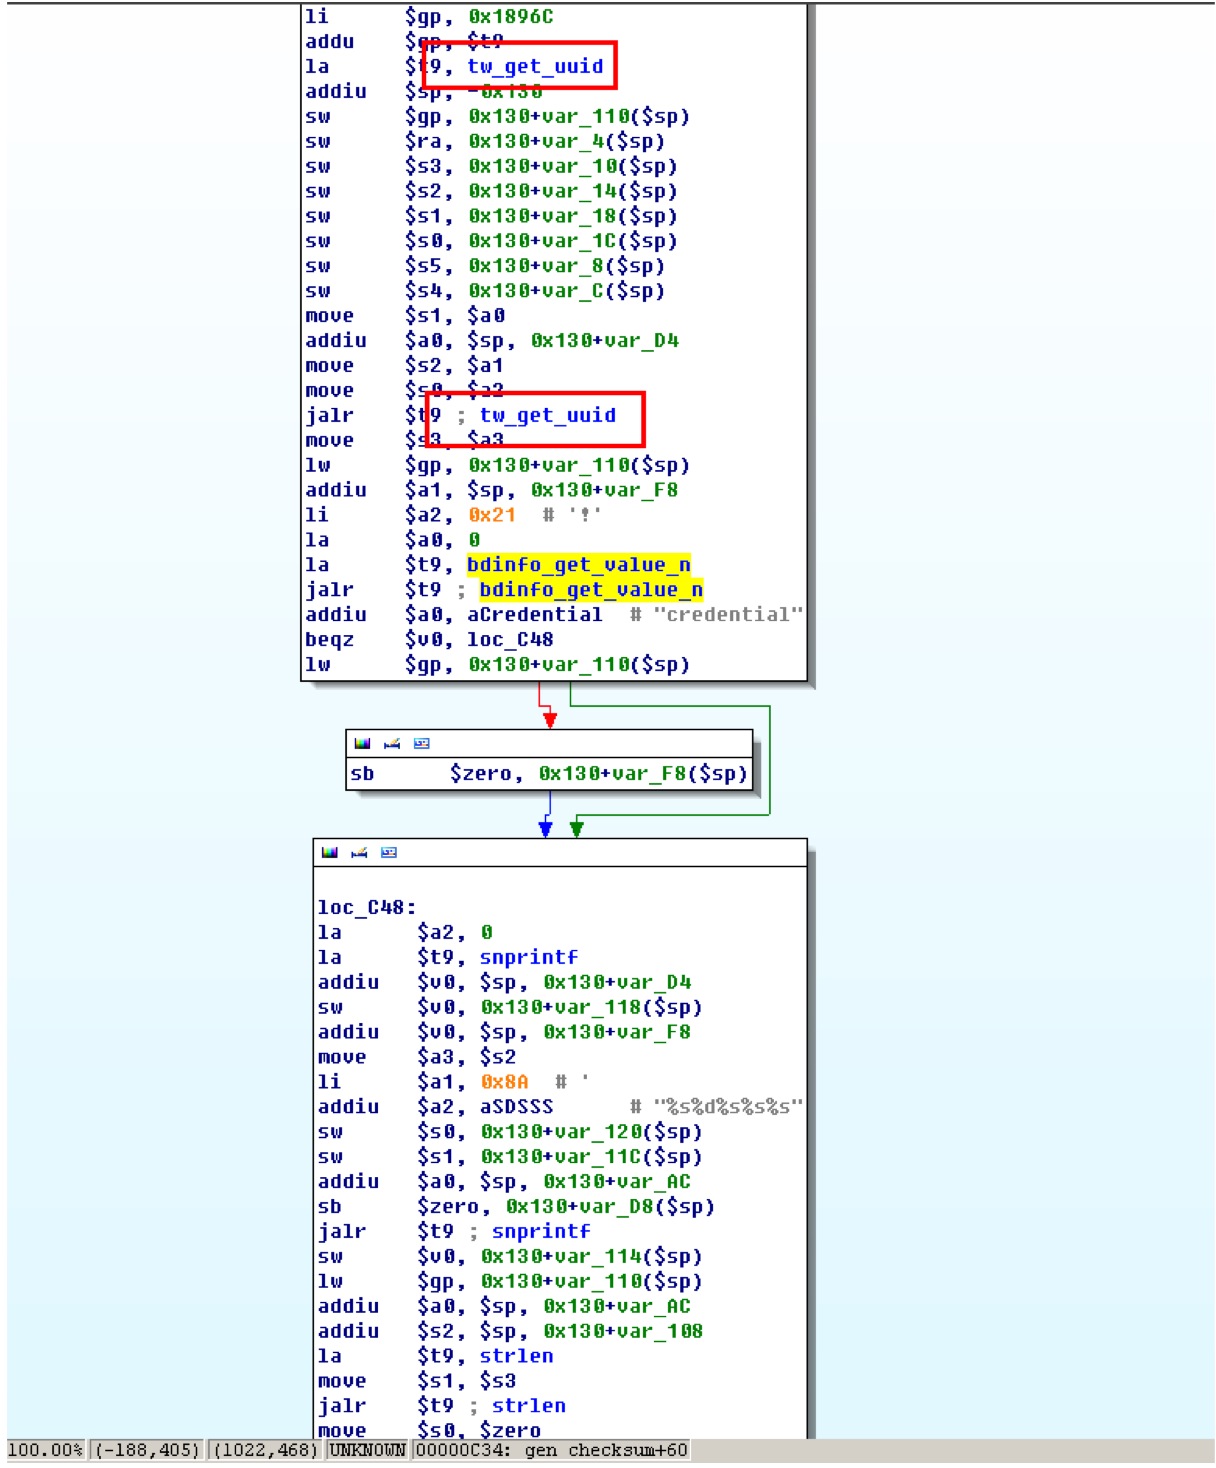 li $gp, 0x1896C
addu $gp, $t9
la $t9, tw_get_uuid
addiu $sp, -0x130
sw $gp, 0x130+var_110($sp)
sw $ra, 0x130+var_4($sp)
sw $s3, 0x130+var_10($sp)
sw $s2, 0x130+var_14($sp)
sw $s1, 0x130+var_18($sp)
sw $s0, 0x130+var_1C($sp)
sw $s5, 0x130+var_8($sp)
sw $s4, 0x130+var_C($sp)
move $s1, $a0
addiu $a0, $sp, 0x130+var_D4
move $s2, $a1
move $s0, $a2
jalr $t9 ; tw_get_uuid
move $s3, $a3
lw $gp, 0x130+var_110($sp)
addiu $a1, $sp, 0x130+var_F8
li $a2, 0x21 # '!'
la $a0, 0
la $t9, bdinfo_get_value_n
jalr $t9 ; bdinfo_get_value_n
addiu $a0, aCredential # "credential"
beqz $v0, loc_C48
lw $gp, 0x130+var_110($sp)
sb $zero, 0x130+var_F8($sp)
loc_C48:
la $a2, 0
la $t9, snprintf
addiu $v0, $sp, 0x130+var_D4
sw $v0, 0x130+var_118($sp)
addiu $v0, $sp, 0x130+var_F8
move $a3, $s2
li $a1, 0x8A # '
addiu $a2, aSDSSS # "%s%d%s%s%s"
sw $s0, 0x130+var_120($sp)
sw $s1, 0x130+var_11C($sp)
addiu $a0, $sp, 0x130+var_AC
sb $zero, 0x130+var_D8($sp)
jalr $t9 ; snprintf
sw $v0, 0x130+var_114($sp)
lw $gp, 0x130+var_110($sp)
addiu $a0, $sp, 0x130+var_AC
addiu $s2, $sp, 0x130+var_108
la $t9, strlen
move $s1, $s3
jalr $t9 ; strlen
move $s0, $zero
100.00% (-188,405) (1022,468) UNKNOWN 00000C34: gen checksum+60